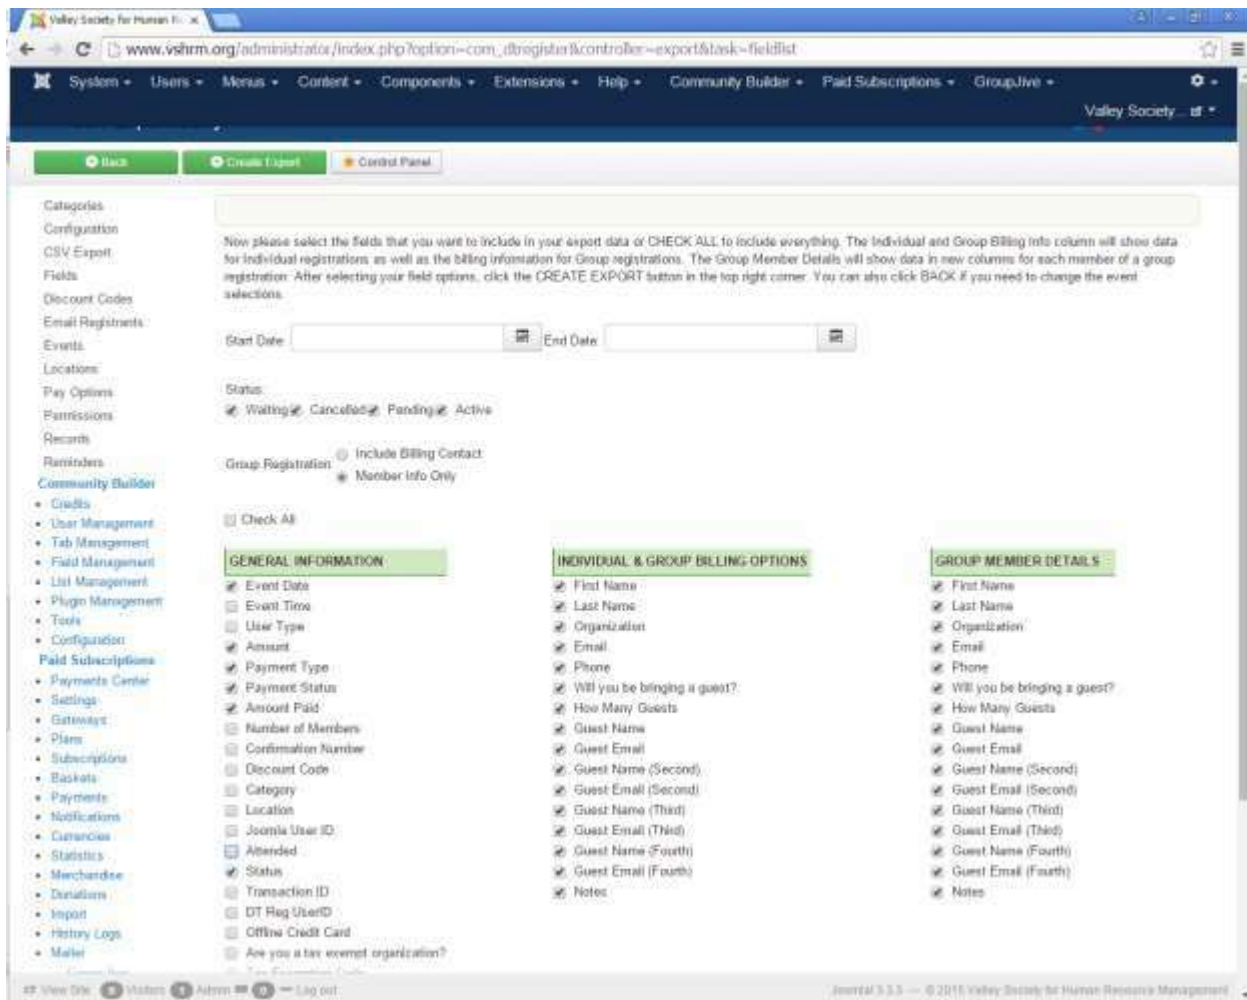 Valley Society for Human R
www.vshrm.org/administrator/index.php?option=com_dtregister&controller=export&task=fieldlist
System Users Menus Content Components Extensions Help Community Builder Paid Subscriptions GroupJive
Valley Society...
Back Create Export Control Panel
Categories
Configuration
CSV Export
Fields
Discount Codes
Email Registrants
Events
Locations
Pay Options
Permissions
Records
Reminders
Community Builder
Credits
User Management
Tab Management
Field Management
List Management
Plugin Management
Tools
Configuration
Paid Subscriptions
Payments Center
Settings
Gateways
Plans
Subscriptions
Baskets
Payments
Notifications
Currencies
Statistics
Merchandise
Donations
Import
History Logs
Mailer
Now please select the fields that you want to include in your export data or CHECK ALL to include everything. The Individual and Group Billing Info column will show data
for Individual registrations as well as the billing information for Group registrations. The Group Member Details will show data in new columns for each member of a group
registration. After selecting your field options, click the CREATE EXPORT button in the top right corner. You can also click BACK if you need to change the event
selections.
Start Date End Date
Status
Waiting Cancelled Pending Active
Group Registration
Include Billing Contact
Member Info Only
Check All
GENERAL INFORMATION
Event Date
Event Time
User Type
Amount
Payment Type
Payment Status
Amount Paid
Number of Members
Confirmation Number
Discount Code
Category
Location
Joomla User ID
Attended
Status
Transaction ID
DT Reg UserID
Offline Credit Card
Are you a tax exempt organization?
INDIVIDUAL & GROUP BILLING OPTIONS
First Name
Last Name
Organization
Email
Phone
Will you be bringing a guest?
How Many Guests
Guest Name
Guest Email
Guest Name (Second)
Guest Email (Second)
Guest Name (Third)
Guest Email (Third)
Guest Name (Fourth)
Guest Email (Fourth)
Notes
GROUP MEMBER DETAILS
First Name
Last Name
Organization
Email
Phone
Will you be bringing a guest?
How Many Guests
Guest Name
Guest Email
Guest Name (Second)
Guest Email (Second)
Guest Name (Third)
Guest Email (Third)
Guest Name (Fourth)
Guest Email (Fourth)
Notes
View Site Visitors Admin Log out
3.3.5 — © 2015 Valley Society for Human Resource Management